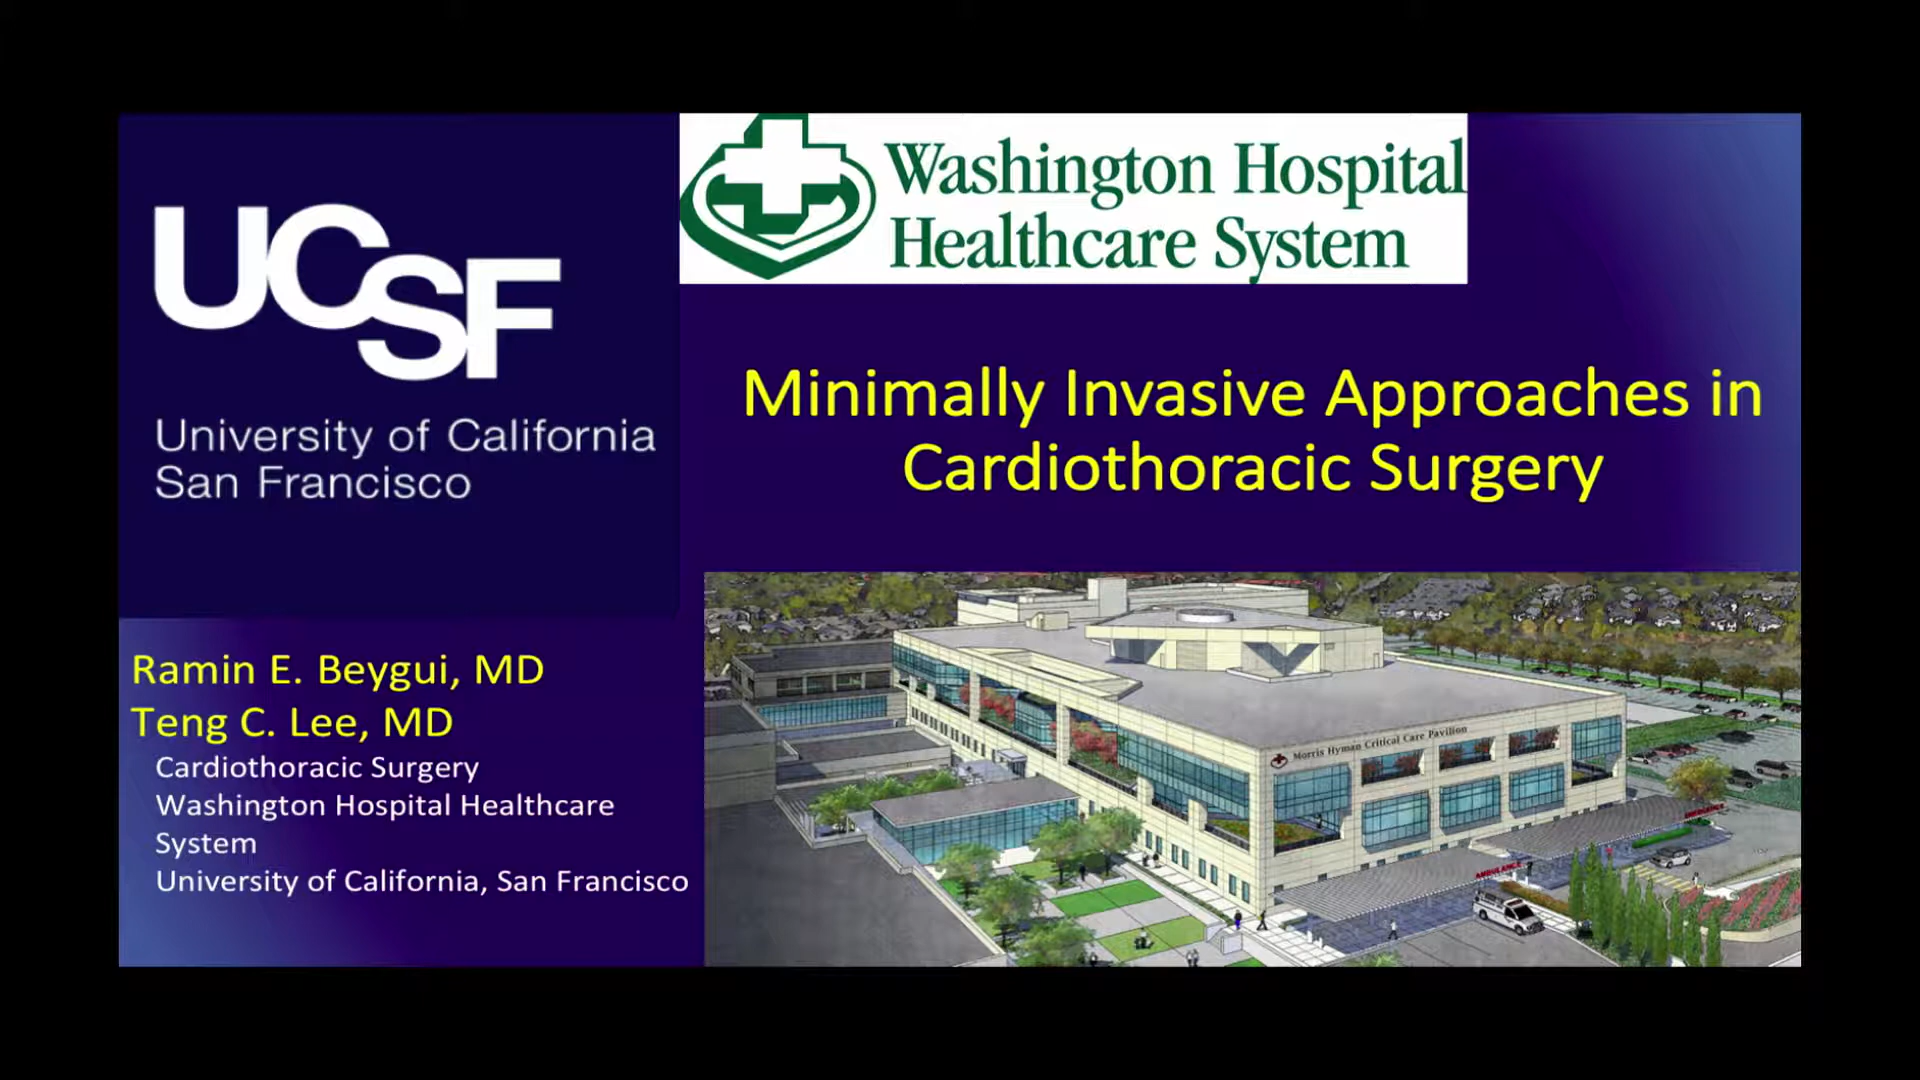 UCSF
University of California
San Francisco
Washington Hospital
Healthcare System
Minimally Invasive Approaches in
Cardiothoracic Surgery
Ramin E. Beygui, MD
Teng C. Lee, MD
Cardiothoracic Surgery
Washington Hospital Healthcare
System
University of California, San Francisco
Morris Hyman Critical Care Pavilion
AMBULANCE
AMBULANCE